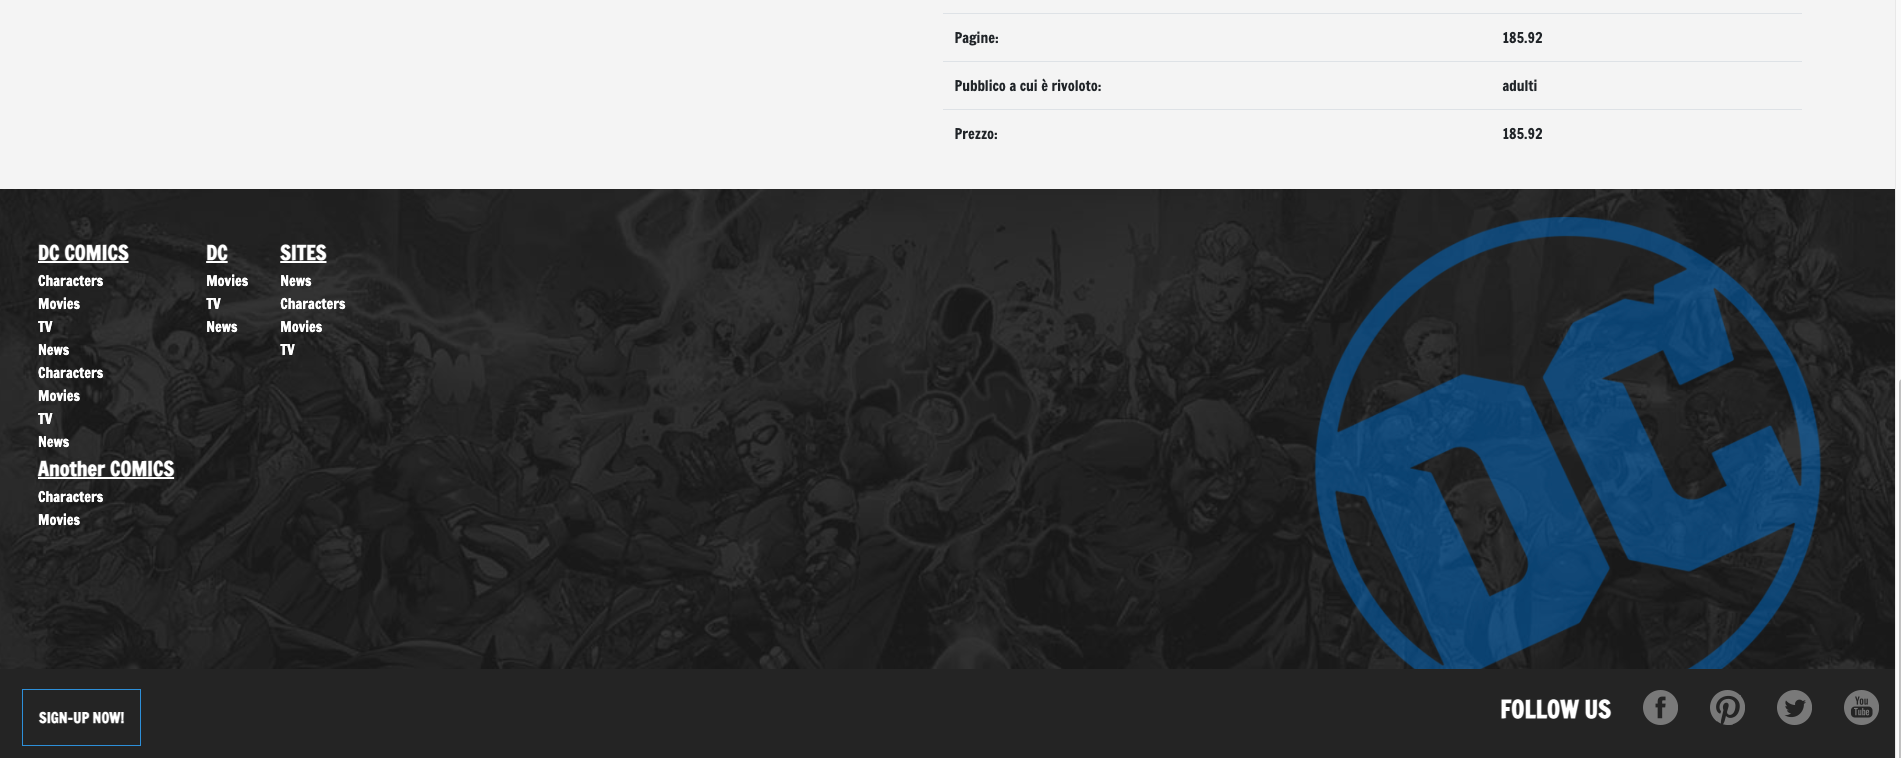 Pagine: 185.92
Pubblico a cui è rivoloto: adulti
Prezzo: 185.92
DC COMICS
Characters
Movies
TV
News
Characters
Movies
TV
News
Another COMICS
Characters
Movies
DC
Movies
TV
News
SITES
News
Characters
Movies
TV
DC
SIGN-UP NOW!
FOLLOW US
You
Tube